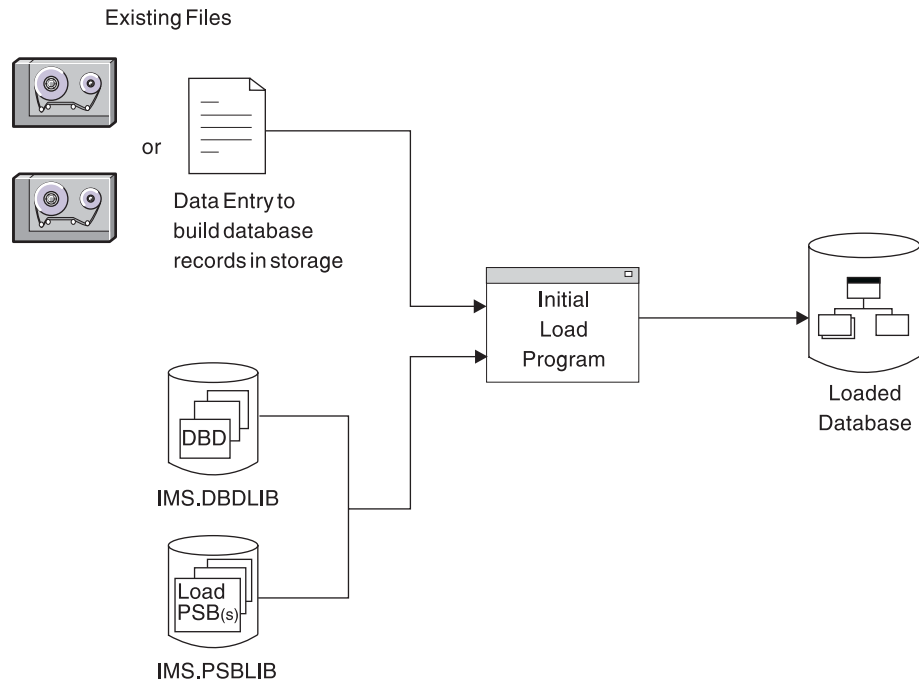 Existing Files
or
Data Entry to
build database
records in storage
Initial
Load
Program
Loaded
Database
DBD
IMS.DBDLIB
Load
PSB(s)
IMS.PSBLIB